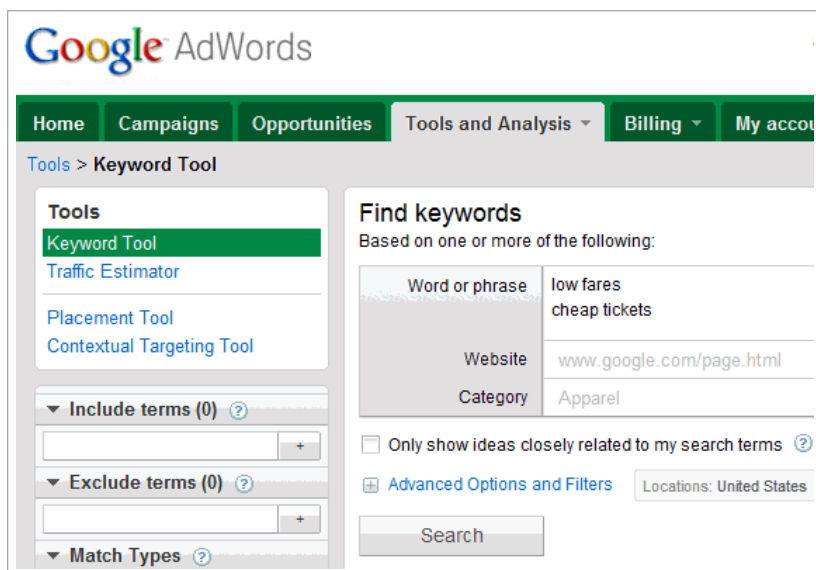 Google AdWords
Home Campaigns Opportunities Tools and Analysis Billing My accou
Tools > Keyword Tool
Tools
Keyword Tool
Traffic Estimator
Placement Tool
Contextual Targeting Tool
Include terms (0) ?
+
Exclude terms (0) ?
+
Match Types ?
Find keywords
Based on one or more of the following:
Word or phrase low fares
cheap tickets
Website www.google.com/page.html
Category Apparel
Only show ideas closely related to my search terms ?
Advanced Options and Filters Locations: United States
Search